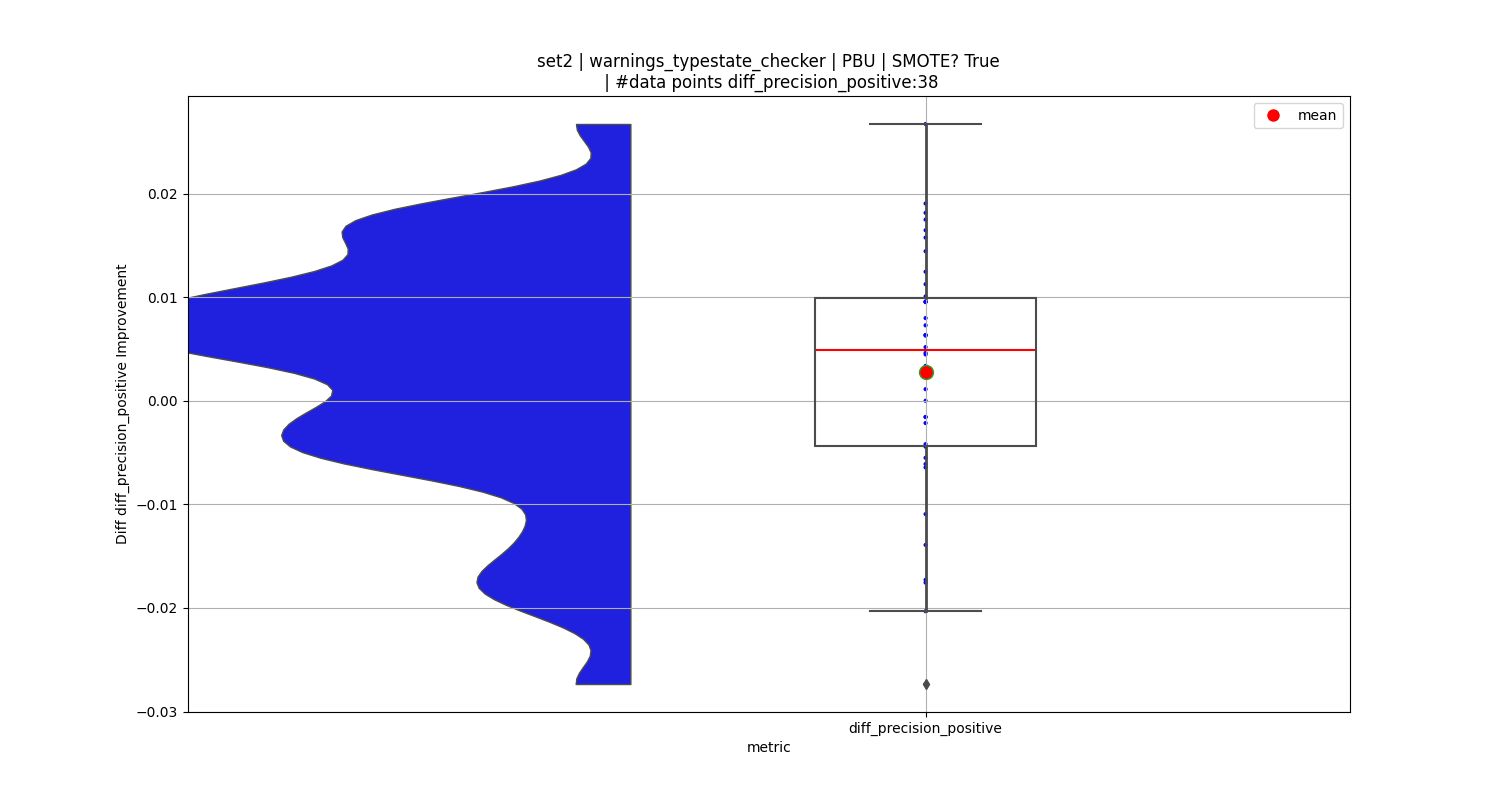 set2 | warnings_typestate_checker | PBU | SMOTE? True
| #data points diff_precision_positive:38
mean
0.02
0.01
0.00
−0.01
−0.02
−0.03
Diff diff_precision_positive Improvement
diff_precision_positive
metric